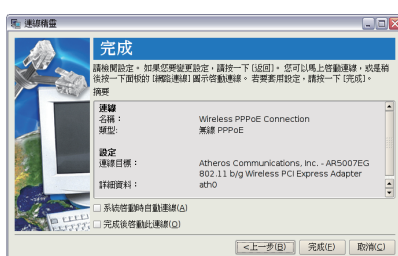 連線精靈
完成
請檢閱設定。如果您要變更設定,請按一下 [返回]。您可以馬上啓動連線,或是稍
後按一下面板的 [網路連線] 圖示啓動連線。若要套用設定,請按一下 [完成]。
摘要
連線
名稱: Wireless PPPoE Connection
類型: 無線 PPPoE
設定
連線目標: Atheros Communications, Inc. - AR5007EG
802.11 b/g Wireless PCI Express Adapter
詳細資料: ath0
系統啓動時自動連線(A)
完成後啓動此連線(O)
<上一步(B) 完成(E) 取消(C)